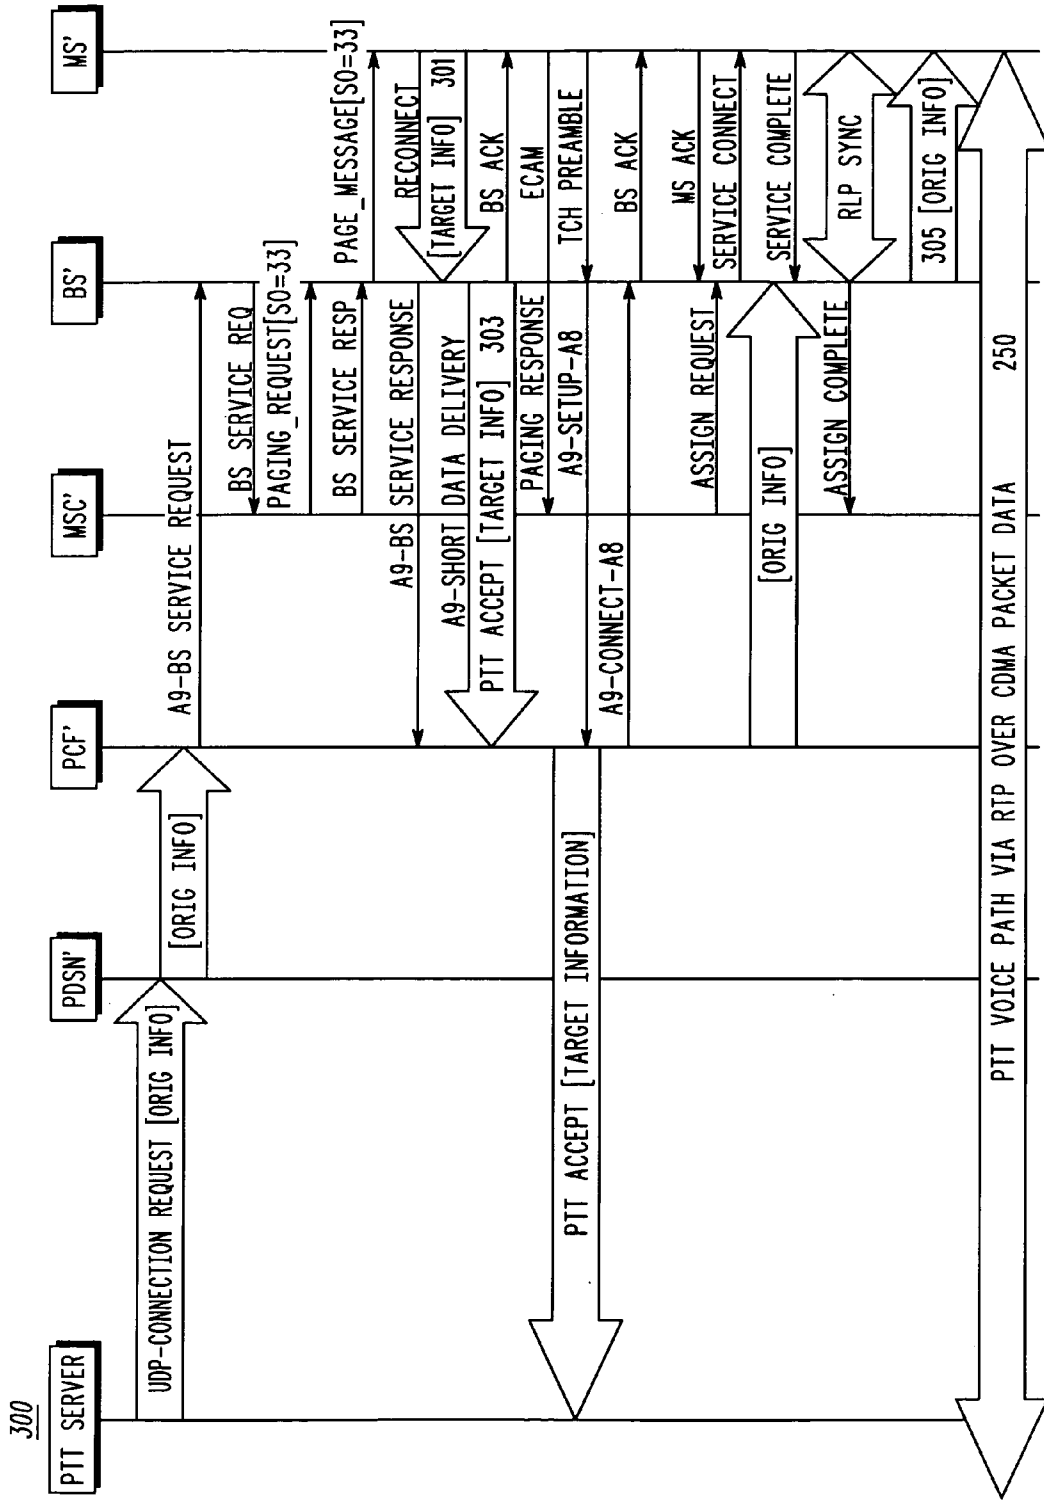 300
PTT SERVER
PDSN'
PCF'
MSC'
BS'
MS'
UDP-CONNECTION REQUEST [ORIG INFO]
[ORIG INFO]
A9-BS SERVICE REQUEST
BS SERVICE REQ
PAGING_REQUEST[SO=33]
PAGE_MESSAGE[SO=33]
BS SERVICE RESP
RECONNECT
A9-BS SERVICE RESPONSE
[TARGET INFO] 301
A9-SHORT DATA DELIVERY
PTT ACCEPT [TARGET INFO] 303
BS ACK
PAGING RESPONSE
ECAM
A9-SETUP-A8
TCH PREAMBLE
PTT ACCEPT [TARGET INFORMATION]
A9-CONNECT-A8
BS ACK
MS ACK
ASSIGN REQUEST
SERVICE CONNECT
[ORIG INFO]
SERVICE COMPLETE
ASSIGN COMPLETE
RLP SYNC
305 [ORIG INFO]
PTT VOICE PATH VIA RTP OVER CDMA PACKET DATA 250